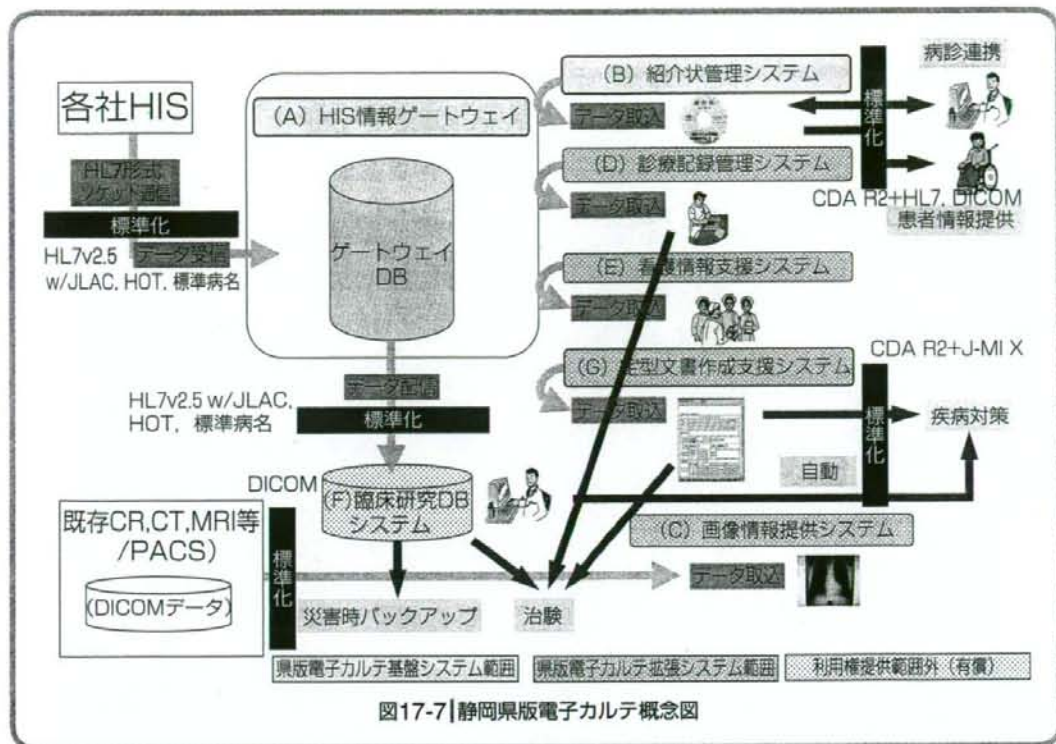 各社HIS
HL7形式
ソケット通信
標準化
HL7v2.5
データ受信
w/JLAC, HOT, 標準病名
(A) HIS情報ゲートウェイ
ゲートウェイ
DB
データ配信
HL7v2.5 w/JLAC,
HOT, 標準病名
標準化
(B) 紹介状管理システム
データ取込
標準化
病診連携
(D) 診療記録管理システム
データ取込
CDA R2+HL7, DICOM
患者情報提供
(E) 看護情報支援システム
データ取込
(G) 定型文書作成支援システム
データ取込
CDA R2+J-MI X
標準化
疾病対策
自動
DICOM
(F)臨床研究DB
システム
(C) 画像情報提供システム
データ取込
既存CR,CT,MRI等
/PACS)
(DICOMデータ)
標準化
災害時バックアップ
治験
県版電子カルテ基盤システム範囲
県版電子カルテ拡張システム範囲
利用権提供範囲外(有償)
図17-7|静岡県版電子カルテ概念図